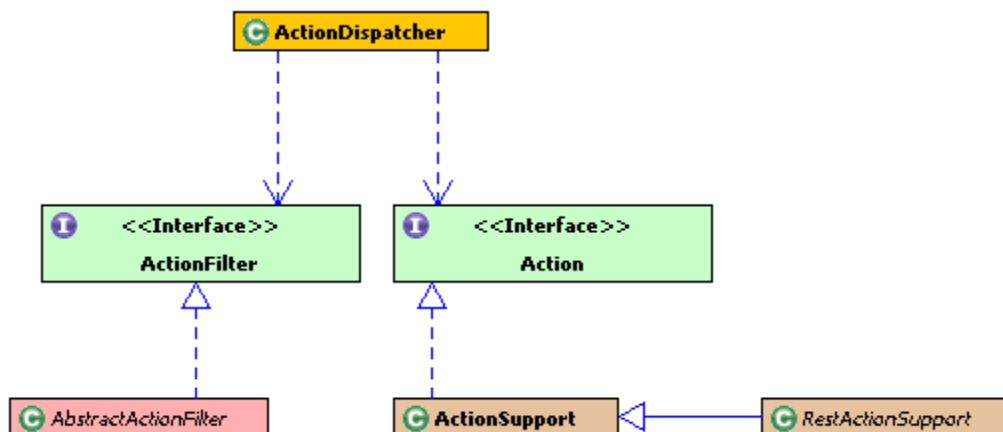 C ActionDispatcher
I <<Interface>>
ActionFilter
I <<Interface>>
Action
C AbstractActionFilter
C ActionSupport
C RestActionSupport